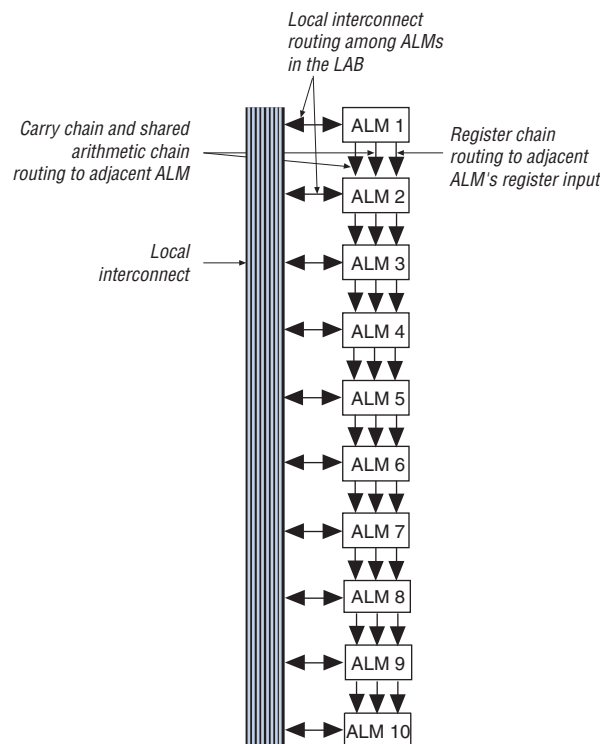 Local interconnect
routing among ALMs
in the LAB
Carry chain and shared
arithmetic chain
routing to adjacent ALM
Register chain
routing to adjacent
ALM's register input
Local
interconnect
ALM 1
ALM 2
ALM 3
ALM 4
ALM 5
ALM 6
ALM 7
ALM 8
ALM 9
ALM 10